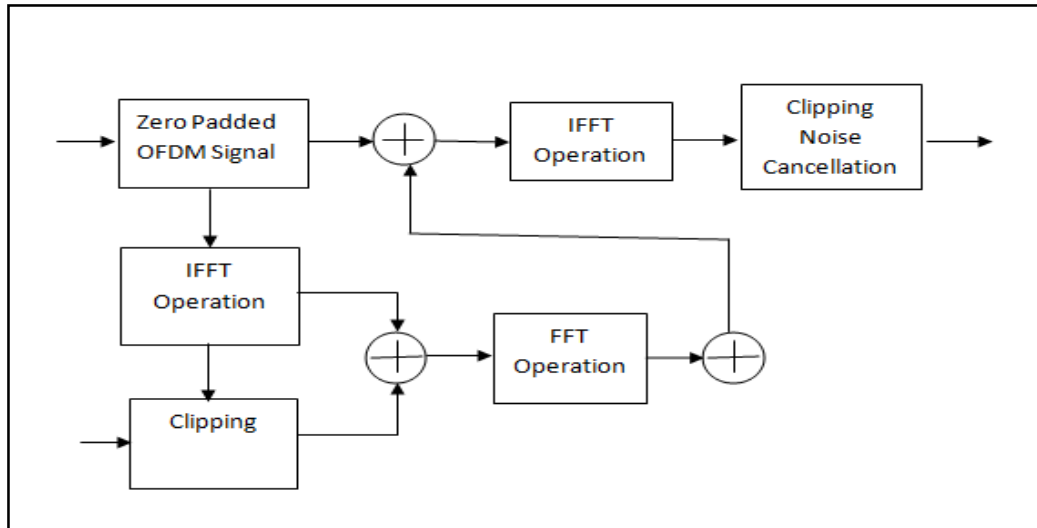 Zero Padded
OFDM Signal
IFFT
Operation
Clipping
Noise
Cancellation
IFFT
Operation
FFT
Operation
Clipping